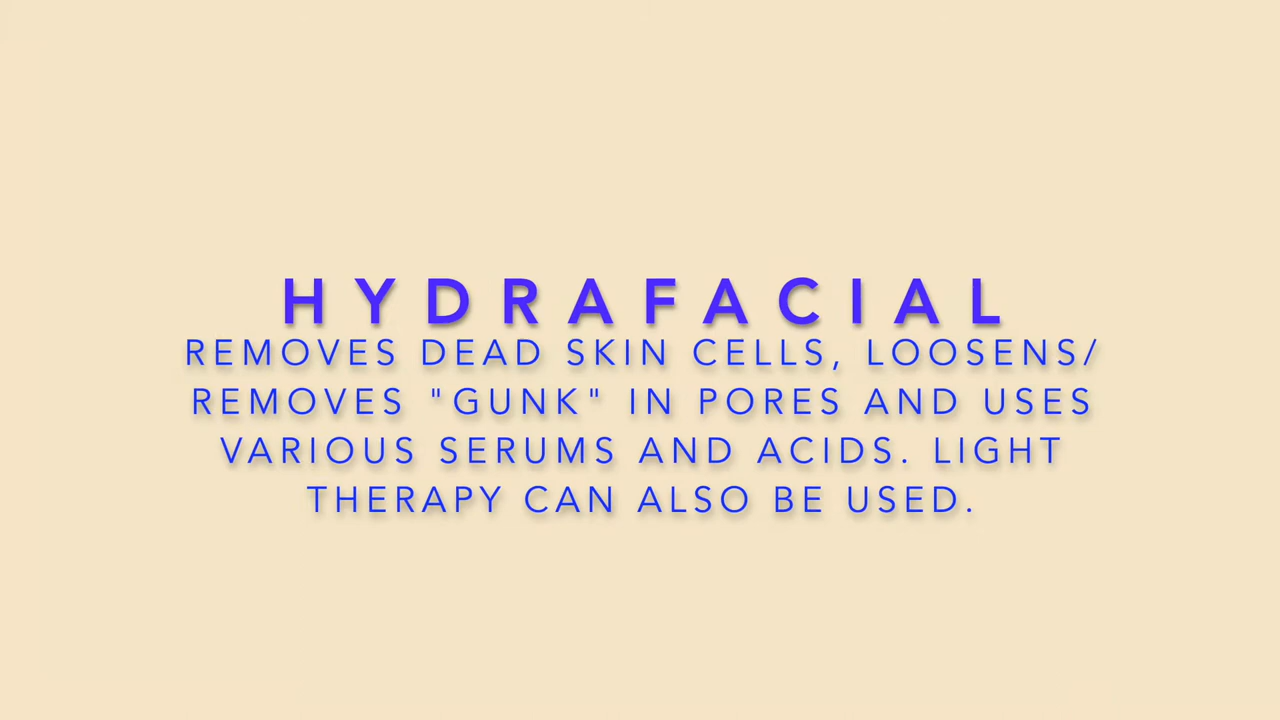 HYDRAFACIAL
REMOVES DEAD SKIN CELLS, LOOSENS/
REMOVES "GUNK" IN PORES AND USES
VARIOUS SERUMS AND ACIDS. LIGHT
THERAPY CAN ALSO BE USED.